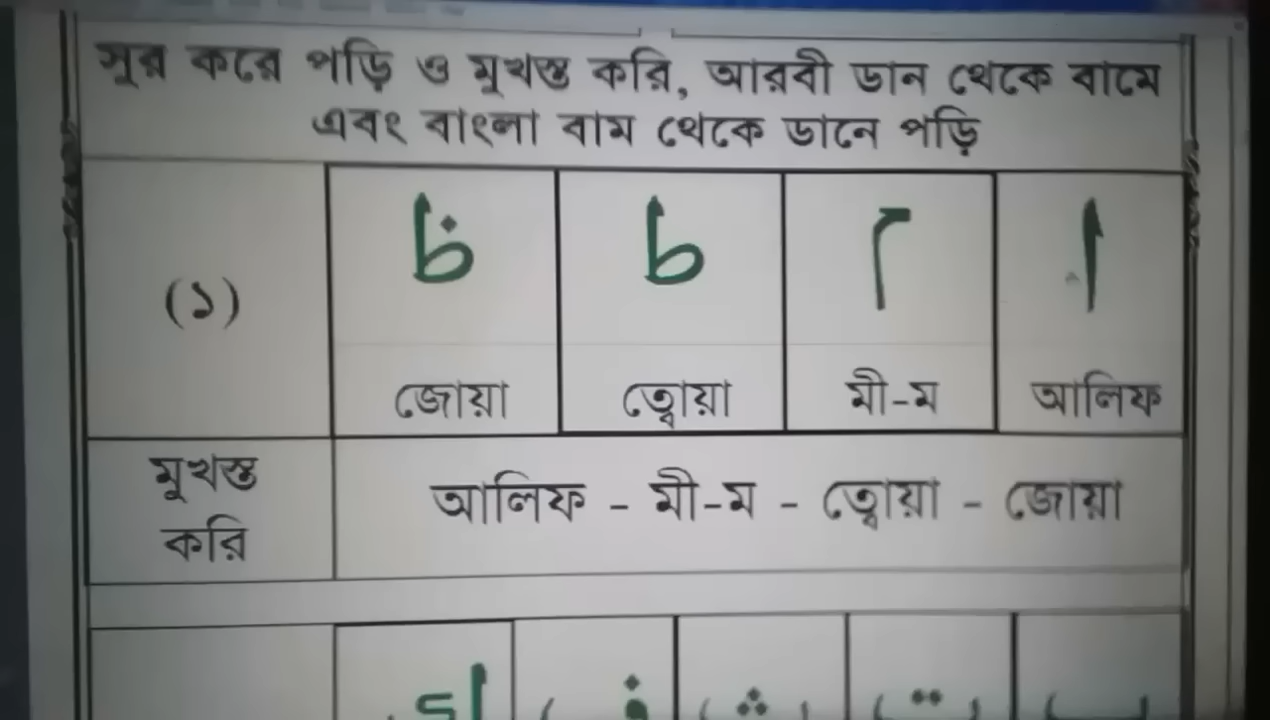 সূর করে পড়ি ও মূখস্ত করি, আরবী ডান থেকে বামে
এবং বাংলা বাম থেকে ডানে পড়ি
(১)
ظ ط م ا
জোয়া ত্বোয়া মী-ম আলিফ
মূখস্ত
করি
আলিফ - মী-ম - ত্বোয়া - জোয়া